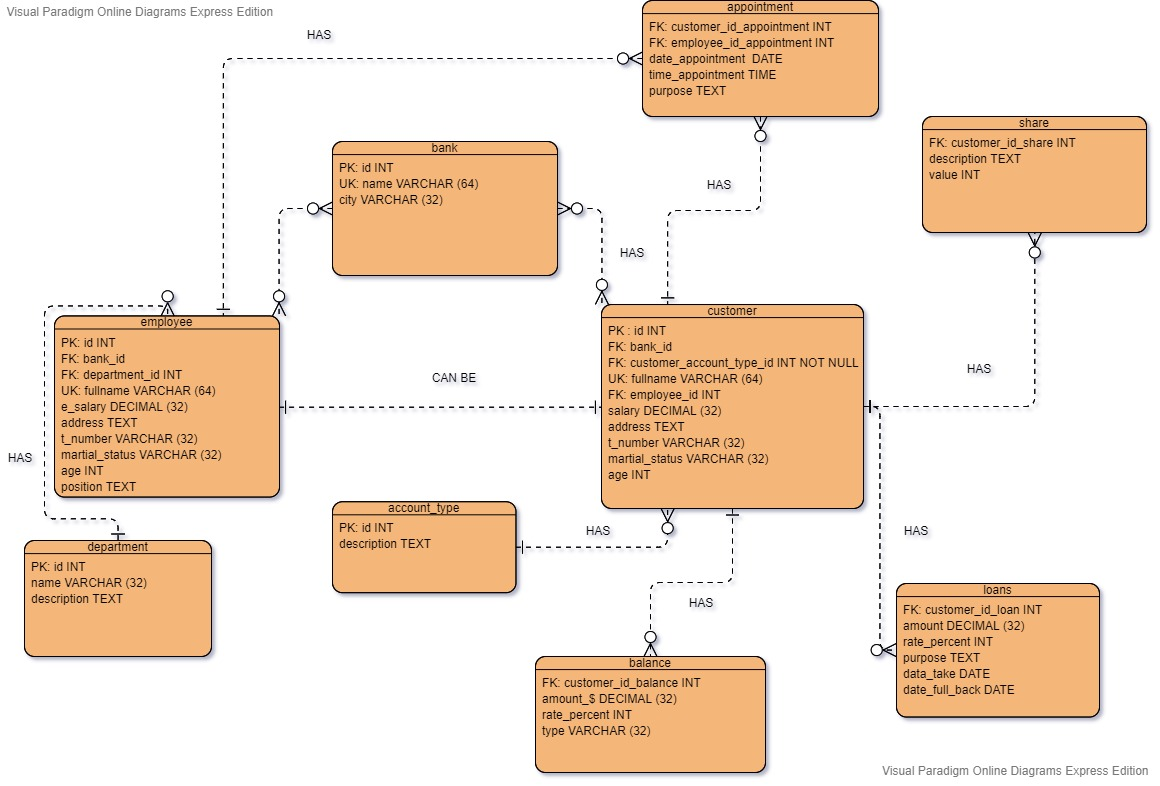 Visual Paradigm Online Diagrams Express Edition
HAS
appointment
FK: customer_id_appointment INT
FK: employee_id_appointment INT
date_appointment  DATE
time_appointment TIME
purpose TEXT
share
FK: customer_id_share INT
description TEXT
value INT
bank
PK: id INT
UK: name VARCHAR (64)
city VARCHAR (32)
HAS
HAS
employee
PK: id INT
FK: bank_id
FK: department_id INT
UK: fullname VARCHAR (64)
e_salary DECIMAL (32)
address TEXT
t_number VARCHAR (32)
martial_status VARCHAR (32)
age INT
position TEXT
HAS
CAN BE
customer
PK : id INT
FK: bank_id
FK: customer_account_type_id INT NOT NULL
UK: fullname VARCHAR (64)
FK: employee_id INT
salary DECIMAL (32)
address TEXT
t_number VARCHAR (32)
martial_status VARCHAR (32)
age INT
HAS
account_type
PK: id INT
description TEXT
HAS
HAS
department
PK: id INT
name VARCHAR (32)
description TEXT
HAS
loans
FK: customer_id_loan INT
amount DECIMAL (32)
rate_percent INT
purpose TEXT
data_take DATE
date_full_back DATE
balance
FK: customer_id_balance INT
amount_$ DECIMAL (32)
rate_percent INT
type VARCHAR (32)
Visual Paradigm Online Diagrams Express Edition